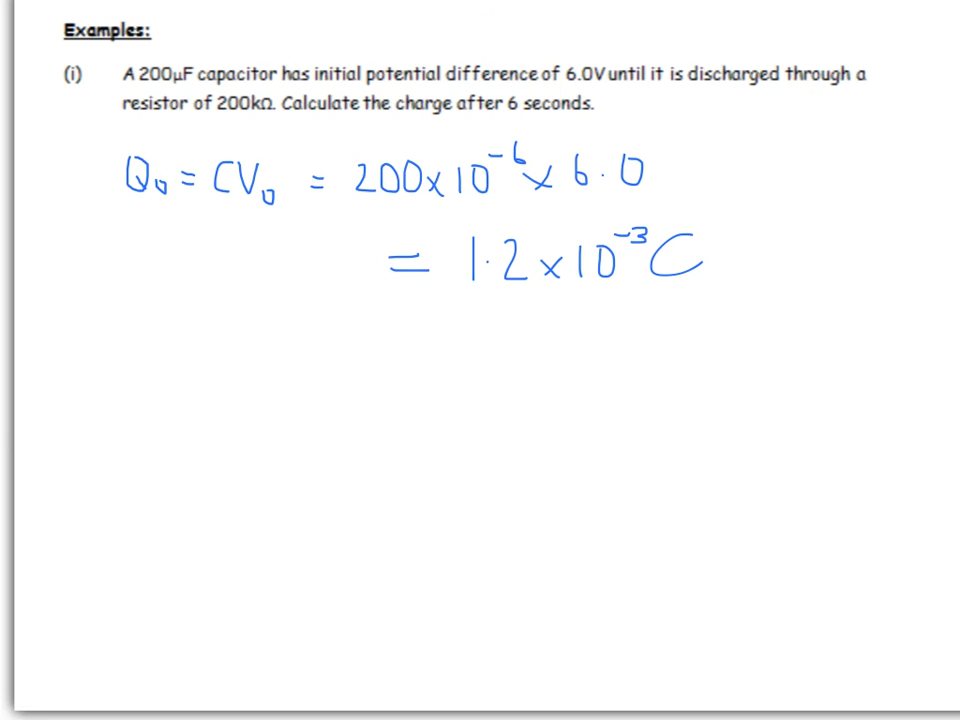 Examples:
(i) A 200μF capacitor has initial potential difference of 6.0V until it is discharged through a
resistor of 200kΩ. Calculate the charge after 6 seconds.
Q₀ = CV₀ = 200×10⁻⁶ × 6.0
= 1.2×10⁻³ C